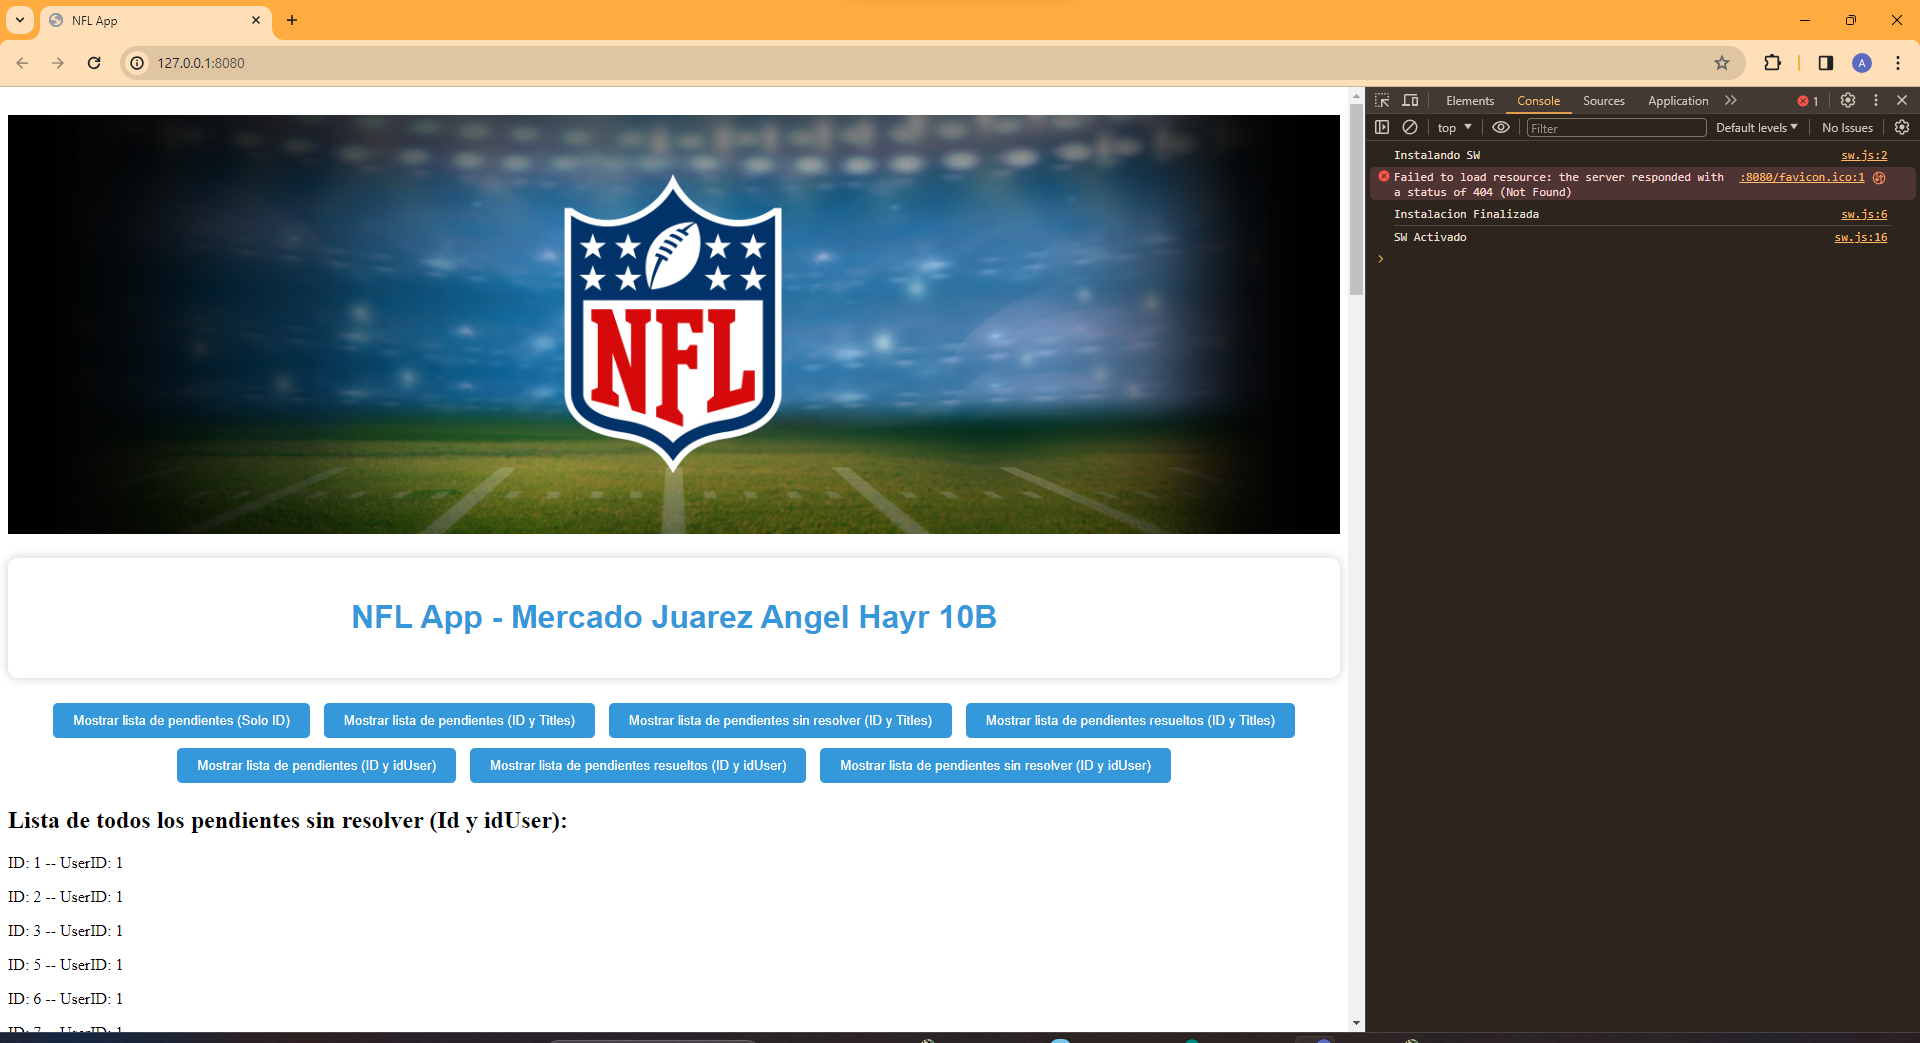 NFL App
127.0.0.1:8080
A
NFL
NFL App - Mercado Juarez Angel Hayr 10B
Mostrar lista de pendientes (Solo ID)
Mostrar lista de pendientes (ID y Titles)
Mostrar lista de pendientes sin resolver (ID y Titles)
Mostrar lista de pendientes resueltos (ID y Titles)
Mostrar lista de pendientes (ID y idUser)
Mostrar lista de pendientes resueltos (ID y idUser)
Mostrar lista de pendientes sin resolver (ID y idUser)
Lista de todos los pendientes sin resolver (Id y idUser):
ID: 1 -- UserID: 1
ID: 2 -- UserID: 1
ID: 3 -- UserID: 1
ID: 5 -- UserID: 1
ID: 6 -- UserID: 1
ID: 7 -- UserID: 1
Elements Console Sources Application 1
top Filter Default levels No Issues
Instalando SW sw.js:2
Failed to load resource: the server responded with :8080/favicon.ico:1
a status of 404 (Not Found)
Instalacion Finalizada sw.js:6
SW Activado sw.js:16